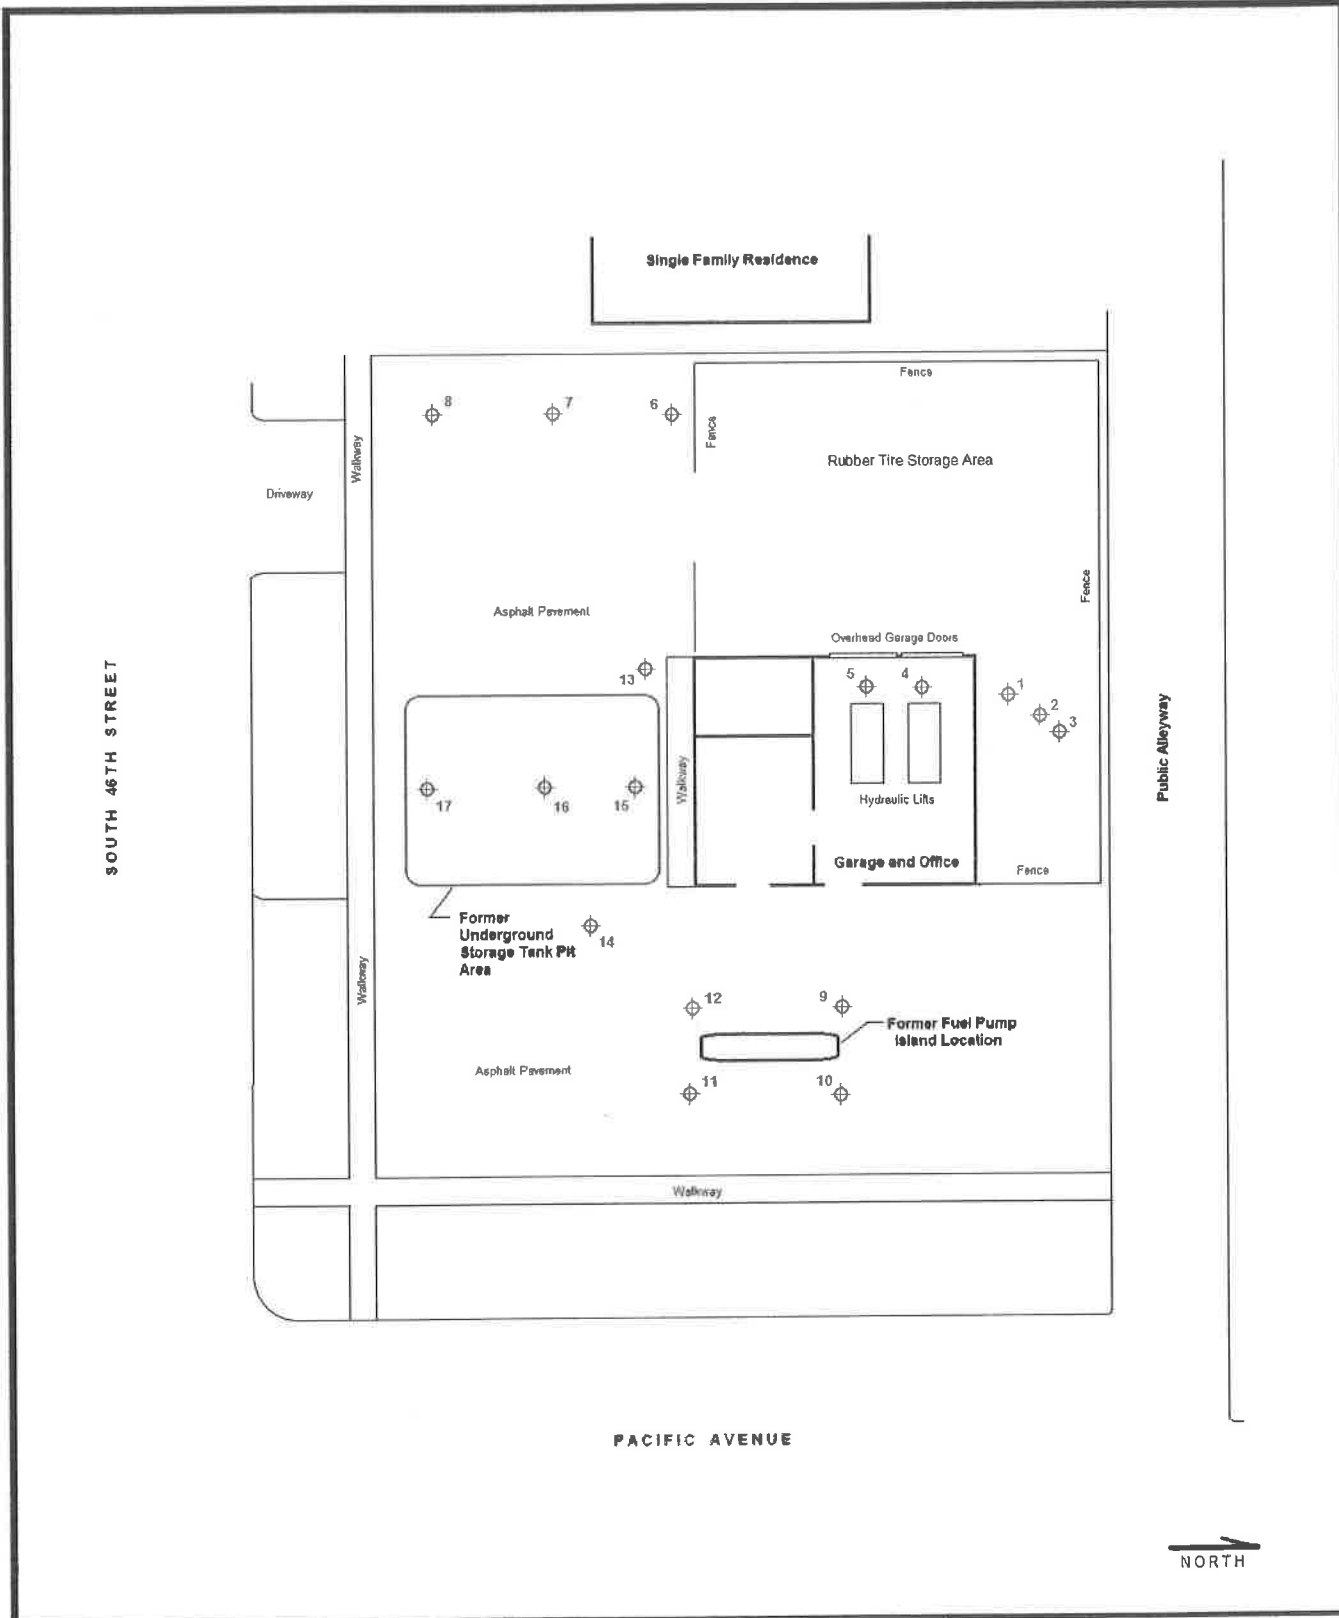 Single Family Residence
Fence
8
7
6
Fence
Walkway
Rubber Tire Storage Area
Driveway
Fence
Asphalt Pavement
Overhead Garage Doors
13
5
4
1
2
3
SOUTH 46TH STREET
Public Alleyway
Walkway
17
16
15
Hydraulic Lifts
Garage and Office
Fence
Former
Underground
Storage Tank Pit
Area
14
Walkway
12
9
Former Fuel Pump
Island Location
Asphalt Pavement
11
10
Walkway
PACIFIC AVENUE
NORTH